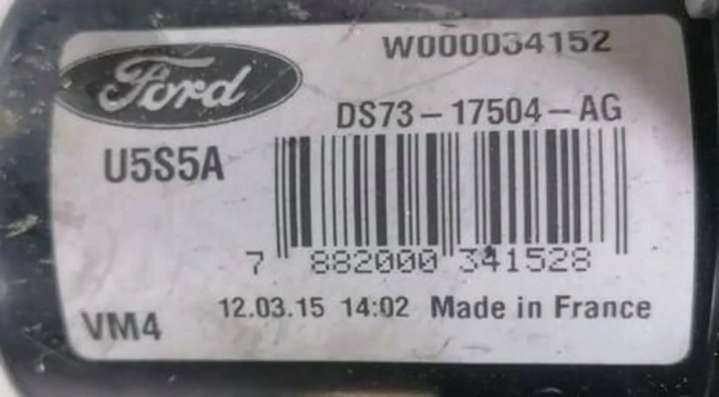 W000034152
Ford
DS73-17504-AG
U5S5A
7 882000 341528
12.03.15 14:02 Made in France
VM4